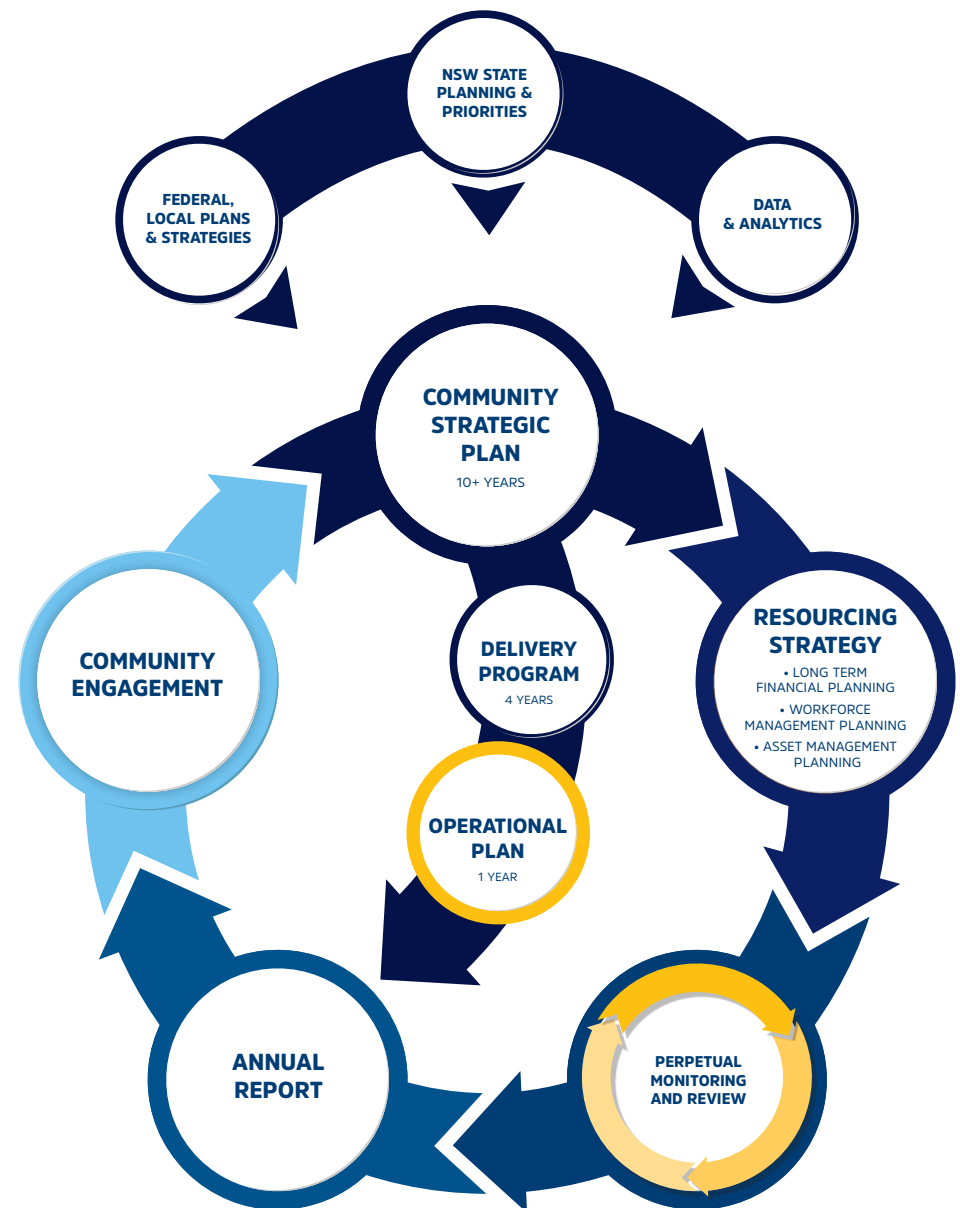 NSW STATE
PLANNING &
PRIORITIES
FEDERAL,
LOCAL PLANS
& STRATEGIES
DATA
& ANALYTICS
COMMUNITY
STRATEGIC
PLAN
10+ YEARS
COMMUNITY
ENGAGEMENT
DELIVERY
PROGRAM
4 YEARS
RESOURCING
STRATEGY
• LONG TERM
FINANCIAL PLANNING
• WORKFORCE
MANAGEMENT PLANNING
• ASSET MANAGEMENT
PLANNING
OPERATIONAL
PLAN
1 YEAR
ANNUAL
REPORT
PERPETUAL
MONITORING
AND REVIEW